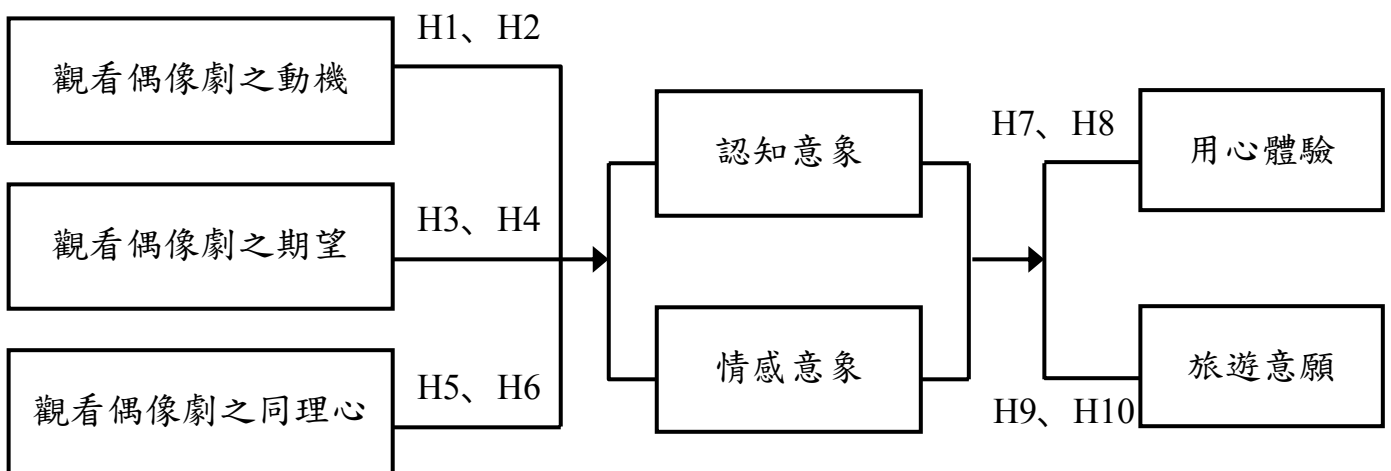 H1、H2
觀看偶像劇之動機
H3、H4
觀看偶像劇之期望
H5、H6
觀看偶像劇之同理心
認知意象
情感意象
H7、H8
用心體驗
旅遊意願
H9、H10